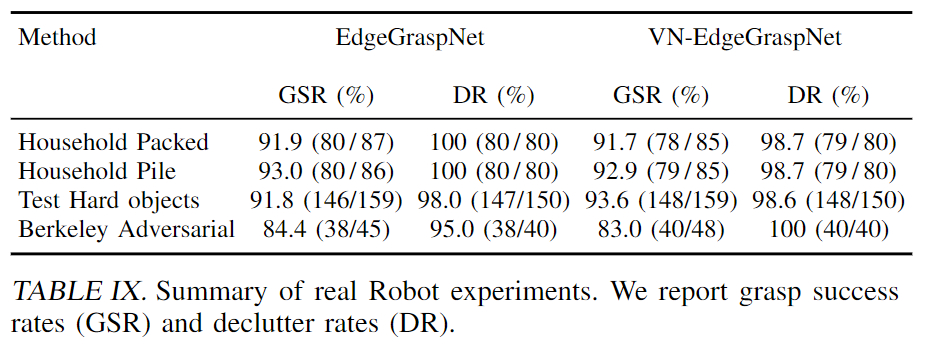 Method EdgeGraspNet VN-EdgeGraspNet
GSR (%) DR (%) GSR (%) DR (%)
Household Packed 91.9 (80/87) 100 (80/80) 91.7 (78/85) 98.7 (79/80)
Household Pile 93.0 (80/86) 100 (80/80) 92.9 (79/85) 98.7 (79/80)
Test Hard objects 91.8 (146/159) 98.0 (147/150) 93.6 (148/159) 98.6 (148/150)
Berkeley Adversarial 84.4 (38/45) 95.0 (38/40) 83.0 (40/48) 100 (40/40)
TABLE IX. Summary of real Robot experiments. We report grasp success
rates (GSR) and declutter rates (DR).